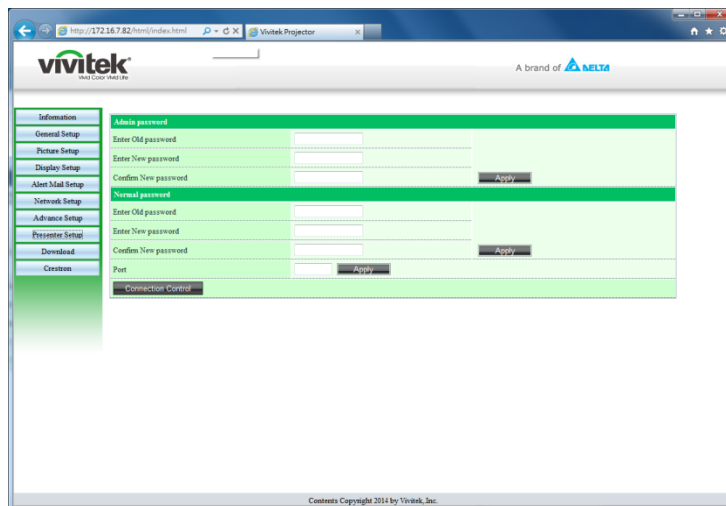 http://172.16.7.82/html/index.html
Vivitek Projector
vivitek
Vivid Color Vivid Life
A brand of DELTA
Information
General Setup
Picture Setup
Display Setup
Alert Mail Setup
Network Setup
Advance Setup
Presenter Setup
Download
Crestron
Admin password
Enter Old password
Enter New password
Confirm New password
Apply
Normal password
Enter Old password
Enter New password
Confirm New password
Apply
Port
Apply
Connection Control
Contents Copyright 2014 by Vivitek, Inc.